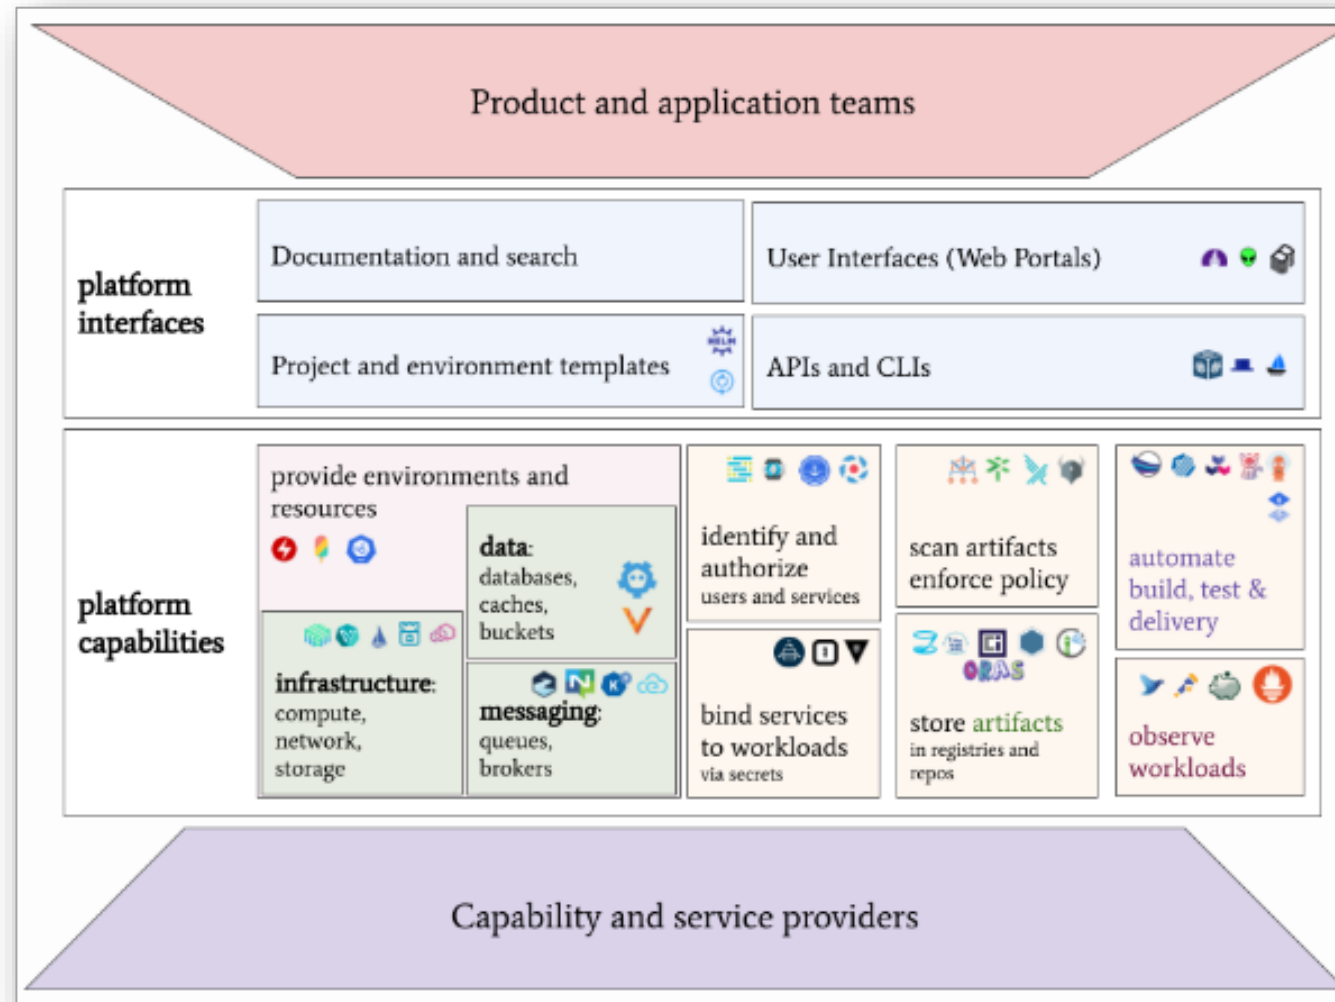 Product and application teams
platform
interfaces
Documentation and search
User Interfaces (Web Portals)
Project and environment templates
HELM
APIs and CLIs
platform
capabilities
provide environments and
resources
data:
databases,
caches,
buckets
infrastructure:
compute,
network,
storage
messaging:
queues,
brokers
identify and
authorize
users and services
bind services
to workloads
via secrets
scan artifacts
enforce policy
ORAS
store artifacts
in registries and
repos
automate
build, test &
delivery
observe
workloads
Capability and service providers